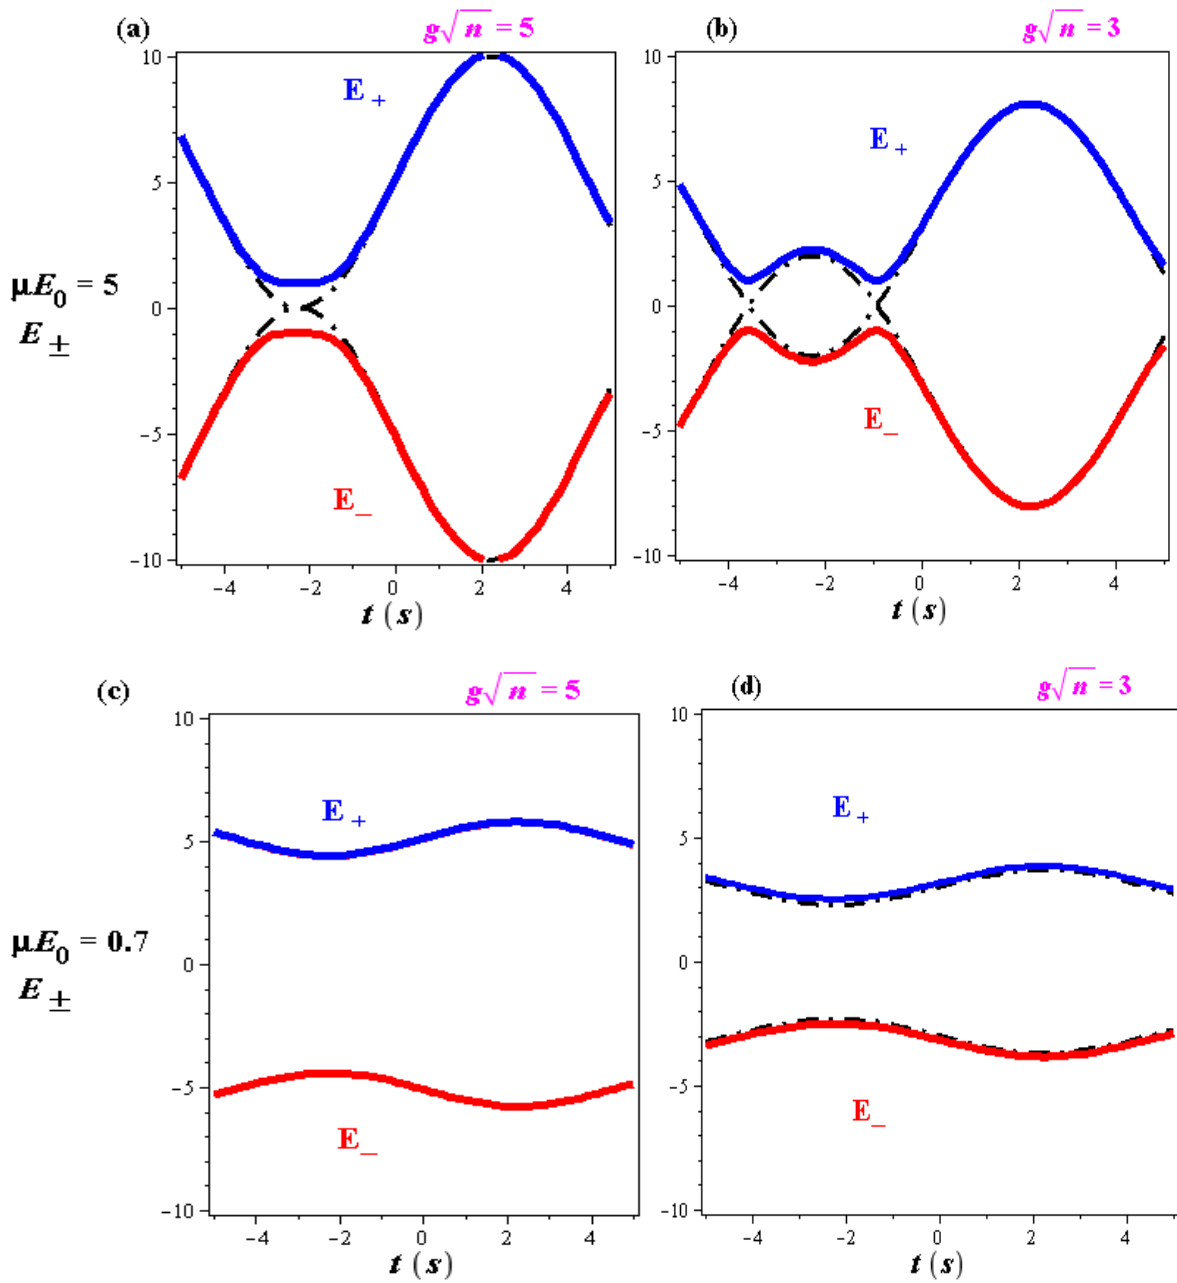 (a) g√n = 5
(b) g√n = 3
10
5
0
−5
−10
E+
E−
−4 −2 0 2 4
t (s)
10
5
0
−5
−10
E+
E−
−4 −2 0 2 4
t (s)
μE0 = 5
E±
(c) g√n = 5
(d) g√n = 3
10
5
0
−5
−10
E+
E−
−4 −2 0 2 4
t (s)
10
5
0
−5
−10
E+
E−
−4 −2 0 2 4
t (s)
μE0 = 0.7
E±